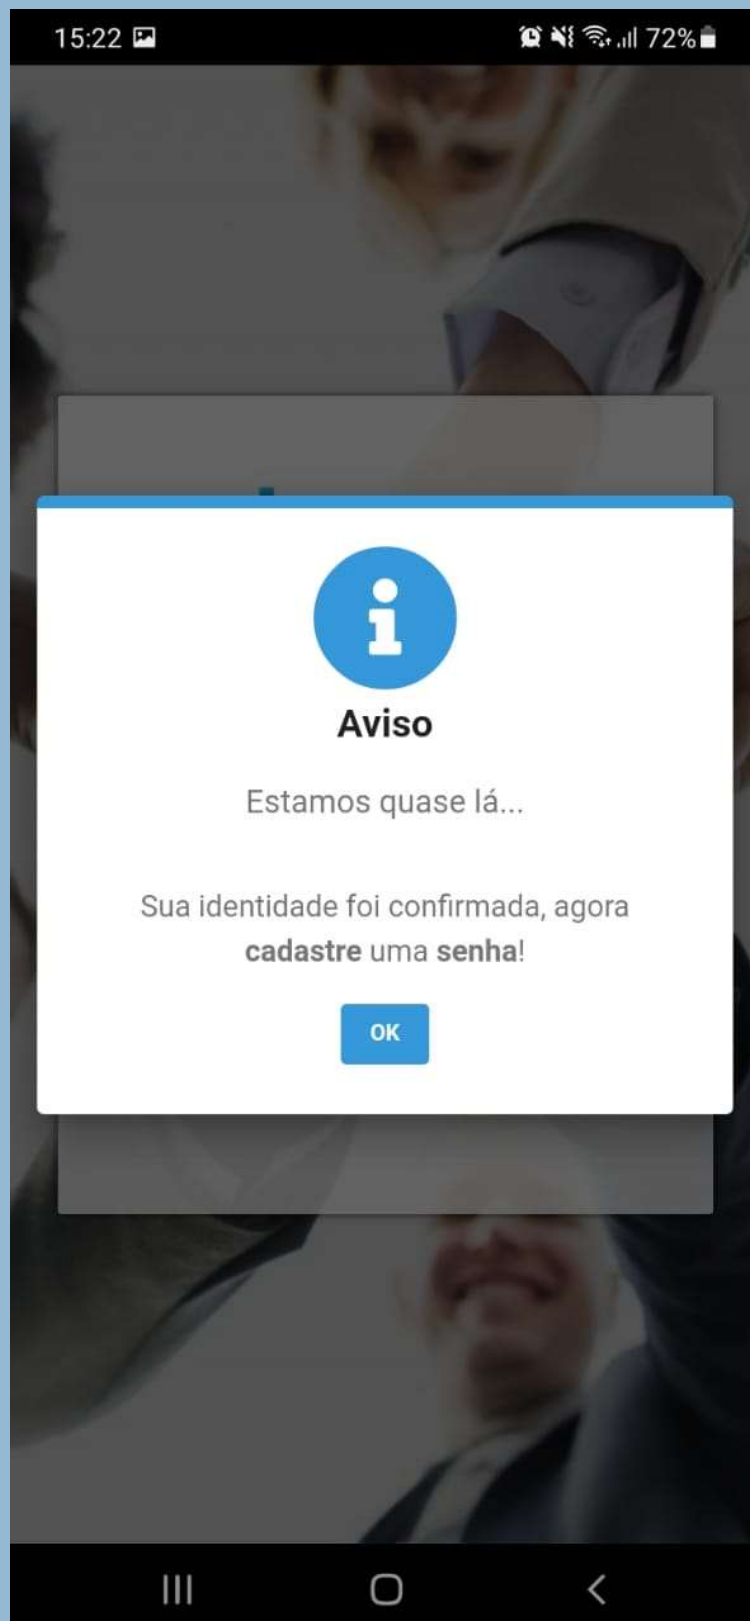 15:22 72%
Aviso
Estamos quase lá...
Sua identidade foi confirmada, agora
cadastre uma senha!
OK